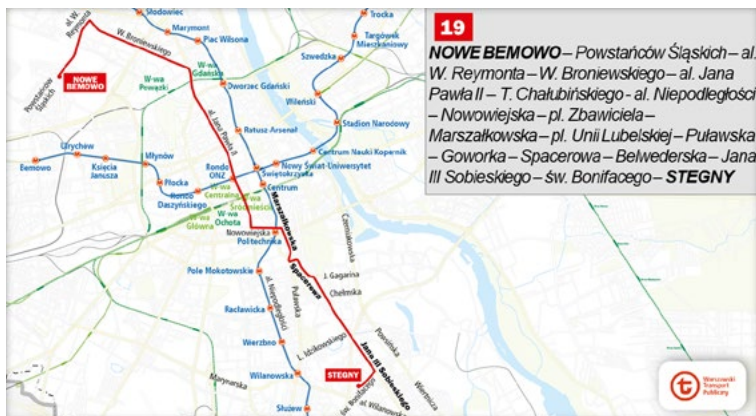 19
NOWE BEMOWO – Powstańców Śląskich – al.
W. Reymonta – W. Broniewskiego – al. Jana
Pawła II – T. Chałubińskiego - al. Niepodległości
– Nowowiejska – pl. Zbawiciela –
Marszałkowska – pl. Unii Lubelskiej – Puławska
– Goworka – Spacerowa – Belwederska – Jana
III Sobieskiego – św. Bonifacego – STEGNY
Słodowiec
Trocka
al. W.
Reymonta
Marymont
W. Broniewskiego
Plac Wilsona
Targówek
Mieszkaniowy
Szwedzka
W-wa
Gdańska
NOWE
BEMOWO
W-wa
Powązki
Dworzec Gdański
Powstańców
Śląskich
Wileński
al. Jana Pawła II
Ratusz Arsenał
Stadion Narodowy
Ulrychów
Młynów
Centrum Nauki Kopernik
Bemowo
Księcia
Janusza
Rondo
ONZ
Nowy Świat-Uniwersytet
Świętokrzyska
Płocka
Rondo
Daszyńskiego
W-wa
Centralna
Centrum
W-wa
Śródmieście
W-wa
Główna
W-wa
Ochota
Marszałkowska
Czerniakowska
Nowowiejska
Politechnika
Spacerowa
Pole Mokotowskie
J. Gagarina
Chełmska
al. Niepodległości
Puławska
Racławicka
Powsińska
Wierzbno
L. Idzikowskiego
Jana III Sobieskiego
Marynarska
Wilanowska
STEGNY
Wiertnicza
św. Bonifacego
al. Wilanowska
Służew
Warszawski
Transport
Publiczny